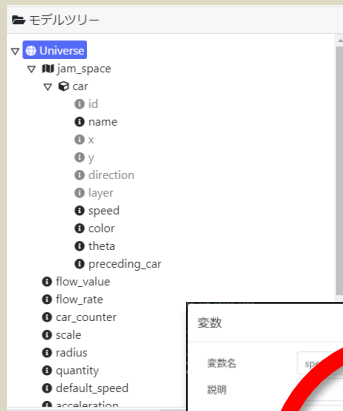 モデルツリー
Universe
jam_space
car
id
name
x
y
direction
layer
speed
color
theta
preceding_car
flow_value
flow_rate
car_counter
scale
radius
quantity
default_speed
acceleration
変数
変数名
説明